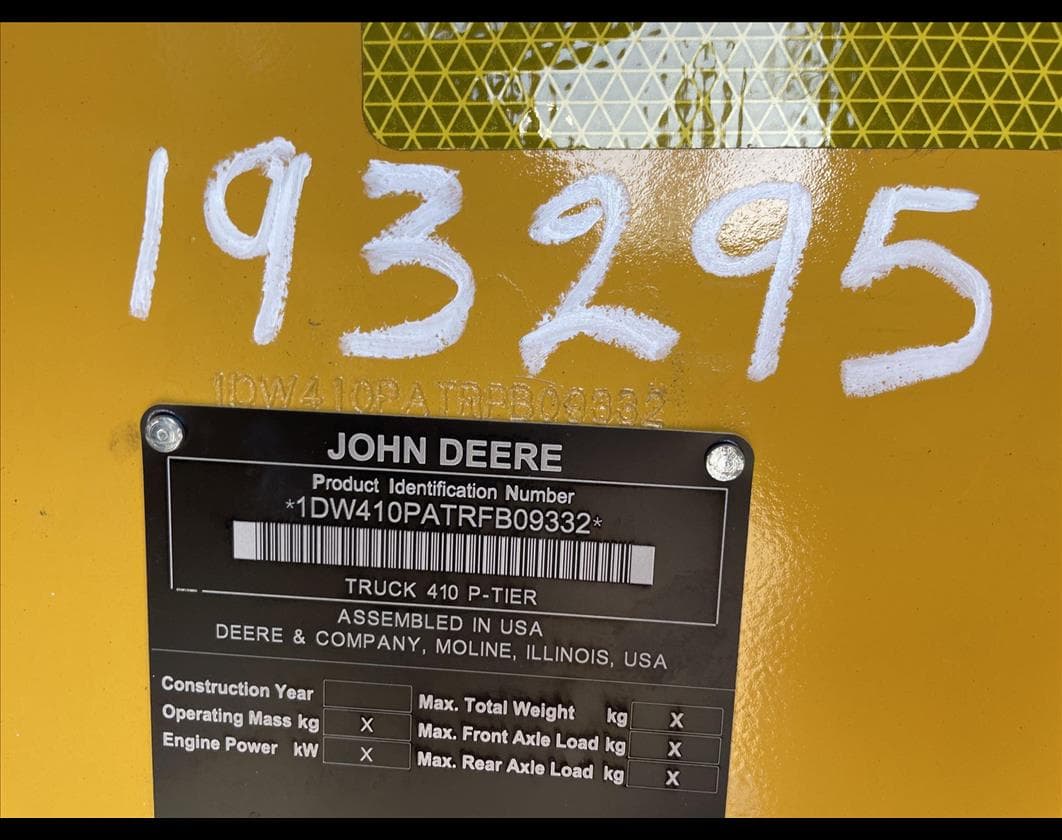 193295
1DW410PATRFB09332
JOHN DEERE
Product Identification Number
*1DW410PATRFB09332*
TRUCK 410 P-TIER
ASSEMBLED IN USA
DEERE & COMPANY, MOLINE, ILLINOIS, USA
Construction Year
Max. Total Weight kg X
Operating Mass kg X
Max. Front Axle Load kg X
Engine Power kW X
Max. Rear Axle Load kg X